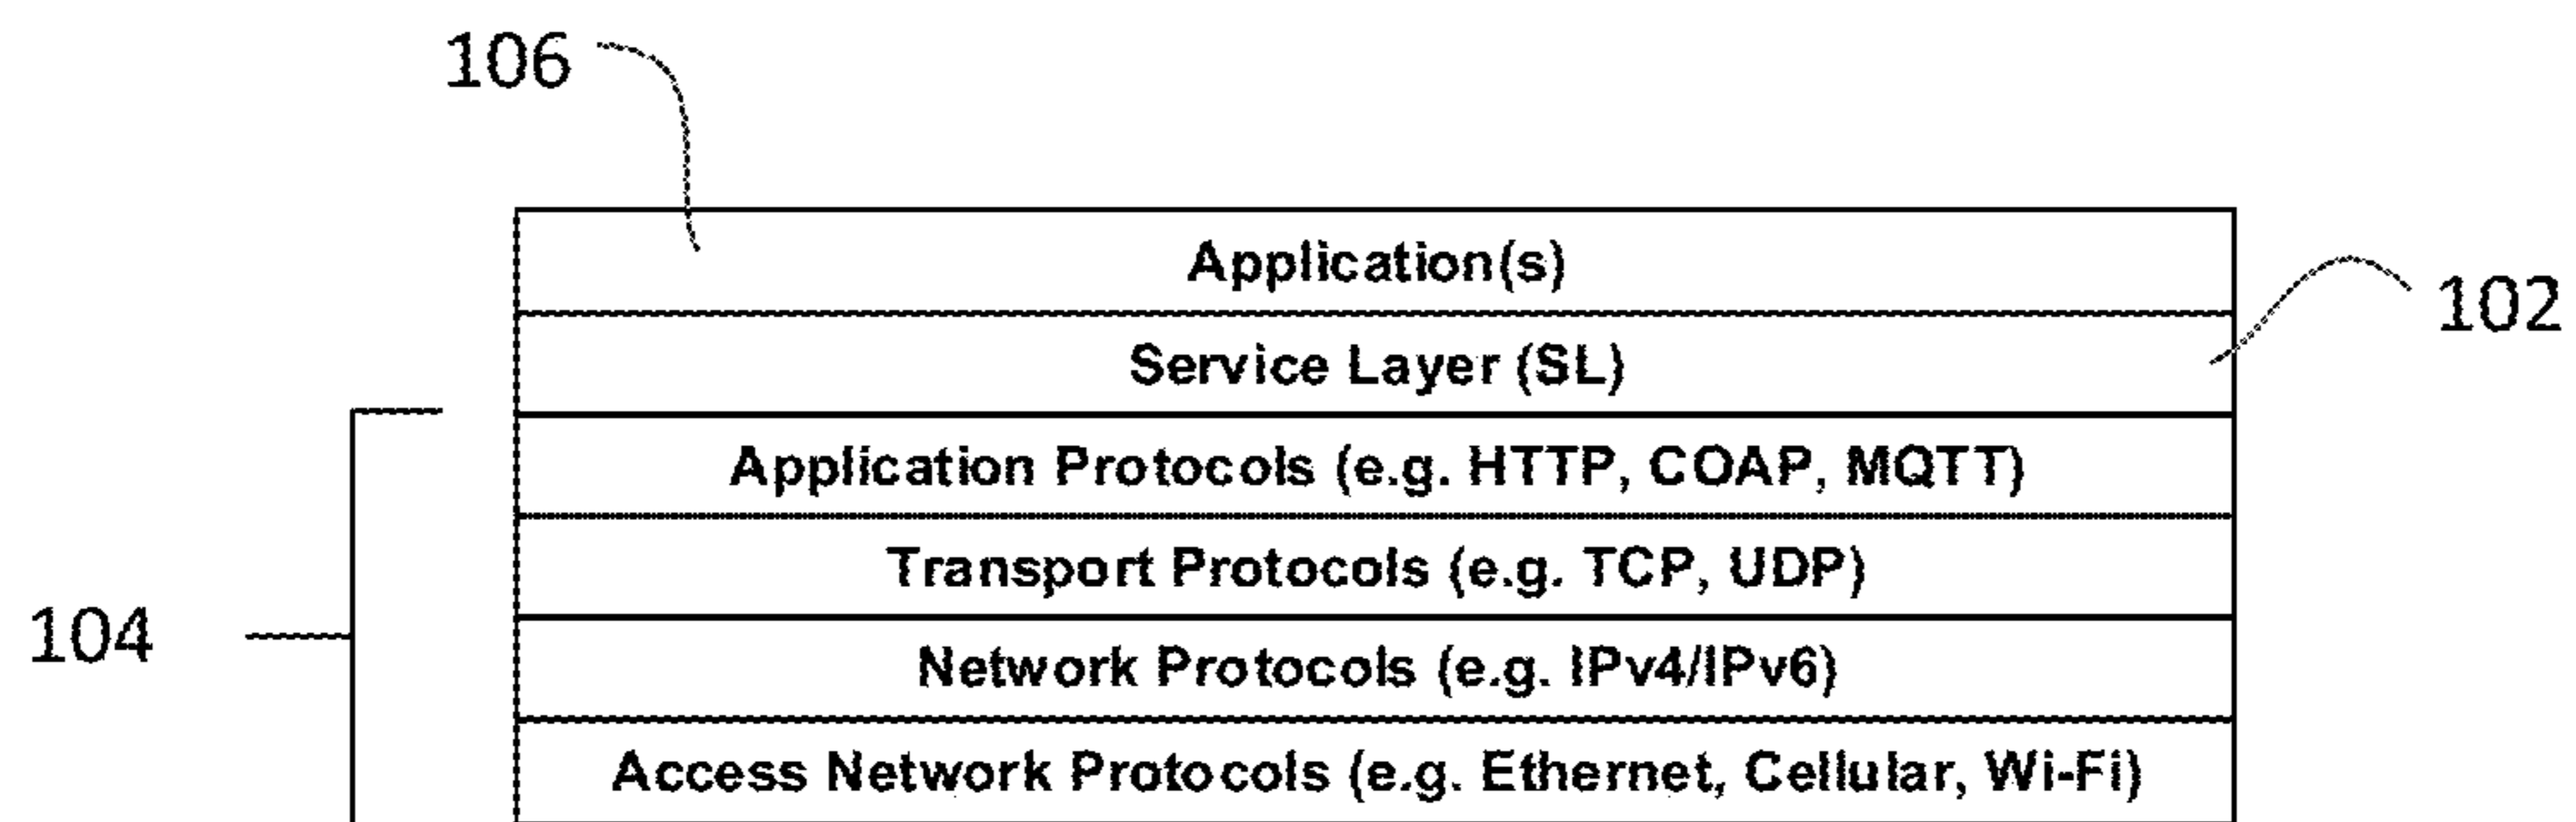 106
Application(s)
102
Service Layer (SL)
Application Protocols (e.g. HTTP, COAP, MQTT)
Transport Protocols (e.g. TCP, UDP)
104
Network Protocols (e.g. IPv4/IPv6)
Access Network Protocols (e.g. Ethernet, Cellular, Wi-Fi)